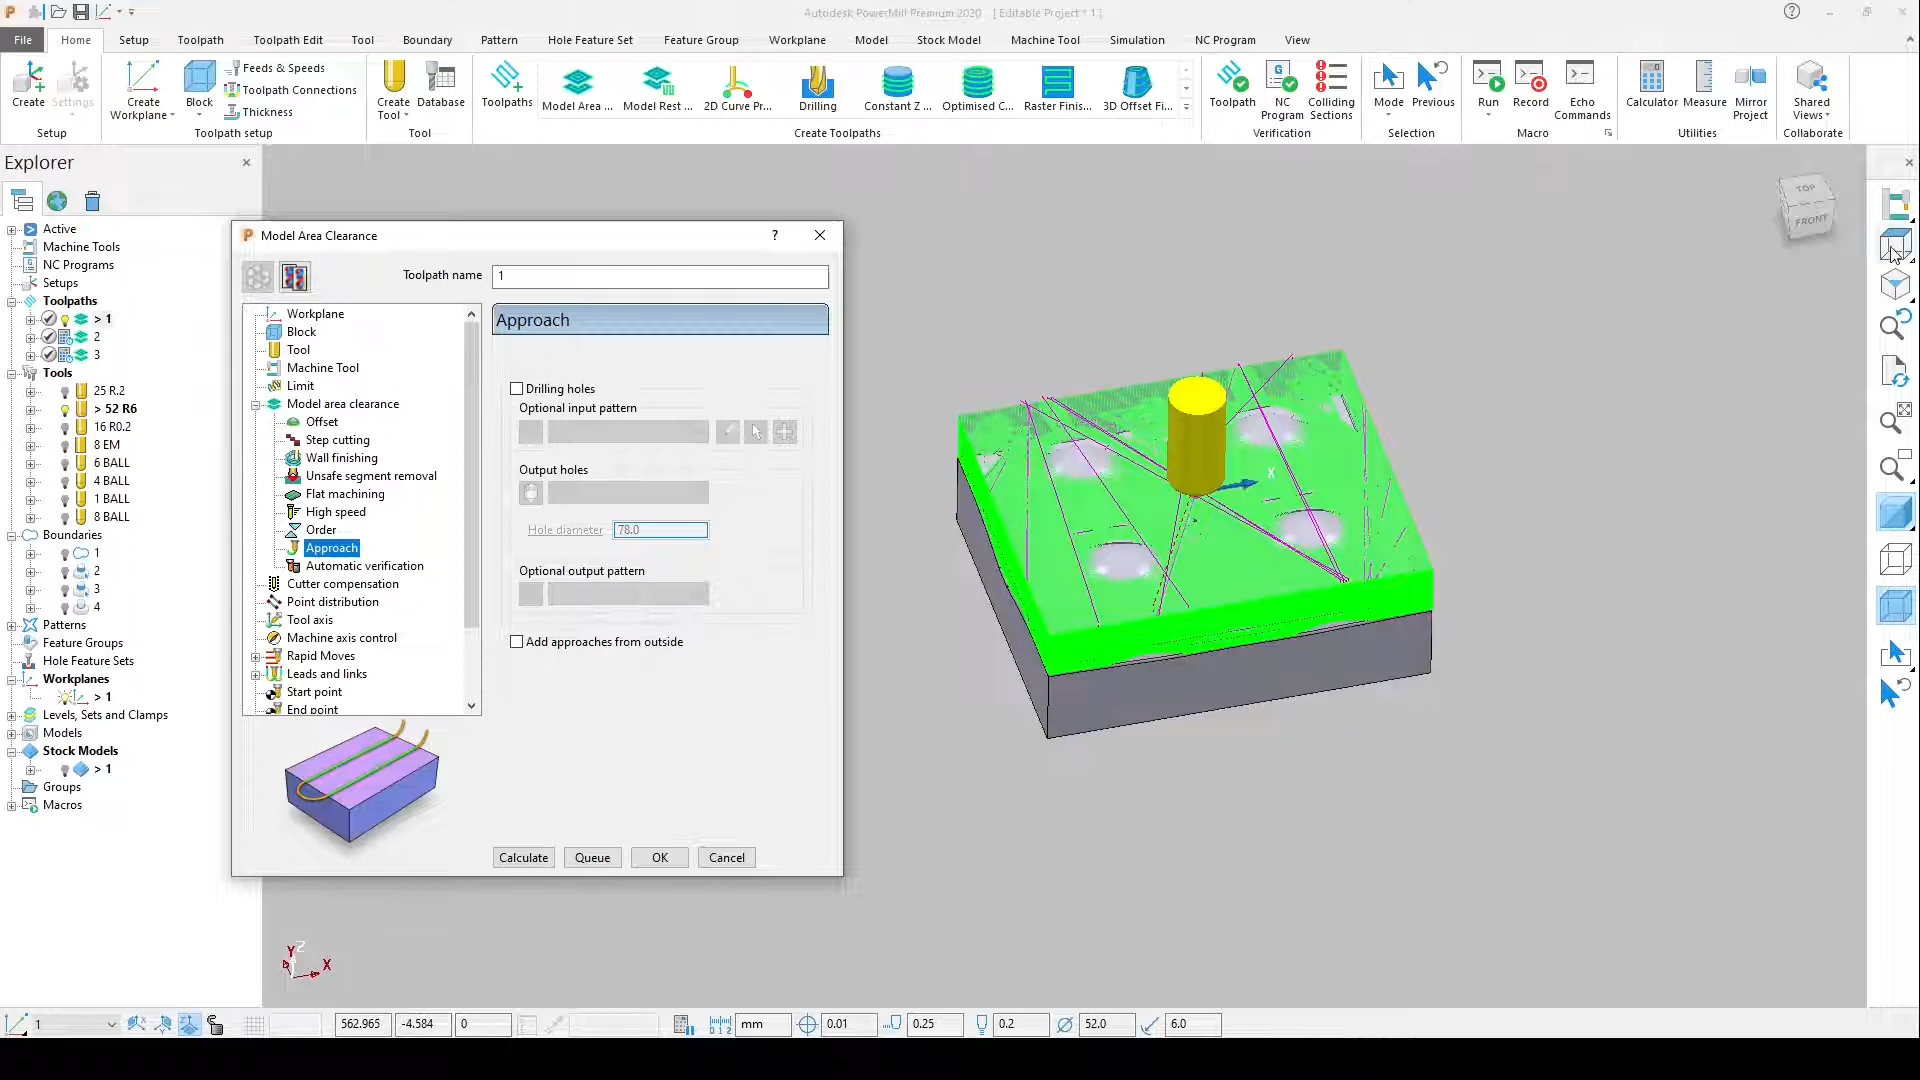 Autodesk PowerMill Premium 2020 [ Editable Project * 1 ]
File Home Setup Toolpath Toolpath Edit Tool Boundary Pattern Hole Feature Set Feature Group Workplane Model Stock Model Machine Tool Simulation NC Program View
Create
Settings
Setup
Create Workplane
Block
Feeds & Speeds
Toolpath Connections
Thickness
Toolpath setup
Create Tool
Database
Tool
Toolpaths
Model Area ...
Model Rest ...
2D Curve Pr...
Drilling
Constant Z ...
Optimised C...
Raster Finis...
3D Offset Fi...
Create Toolpaths
Toolpath
NC Program
Colliding Sections
Verification
Mode
Previous
Selection
Run
Record
Echo Commands
Macro
Calculator
Measure
Mirror Project
Utilities
Shared Views
Collaborate
Explorer
Active
Machine Tools
NC Programs
Setups
Toolpaths
> 1
2
3
Tools
25 R.2
> 52 R6
16 R0.2
8 EM
6 BALL
4 BALL
1 BALL
8 BALL
Boundaries
1
2
3
4
Patterns
Feature Groups
Hole Feature Sets
Workplanes
> 1
Levels, Sets and Clamps
Models
Stock Models
> 1
Groups
Macros
Model Area Clearance
?
Toolpath name 1
Workplane
Block
Tool
Machine Tool
Limit
Model area clearance
Offset
Step cutting
Wall finishing
Unsafe segment removal
Flat machining
High speed
Order
Approach
Automatic verification
Cutter compensation
Point distribution
Tool axis
Machine axis control
Rapid Moves
Leads and links
Start point
End point
Approach
Drilling holes
Optional input pattern
Output holes
Hole diameter 78.0
Optional output pattern
Add approaches from outside
Calculate Queue OK Cancel
TOP
FRONT
X
Y Z
X
1 562.965 -4.584 0 mm 0.01 0.25 0.2 52.0 6.0